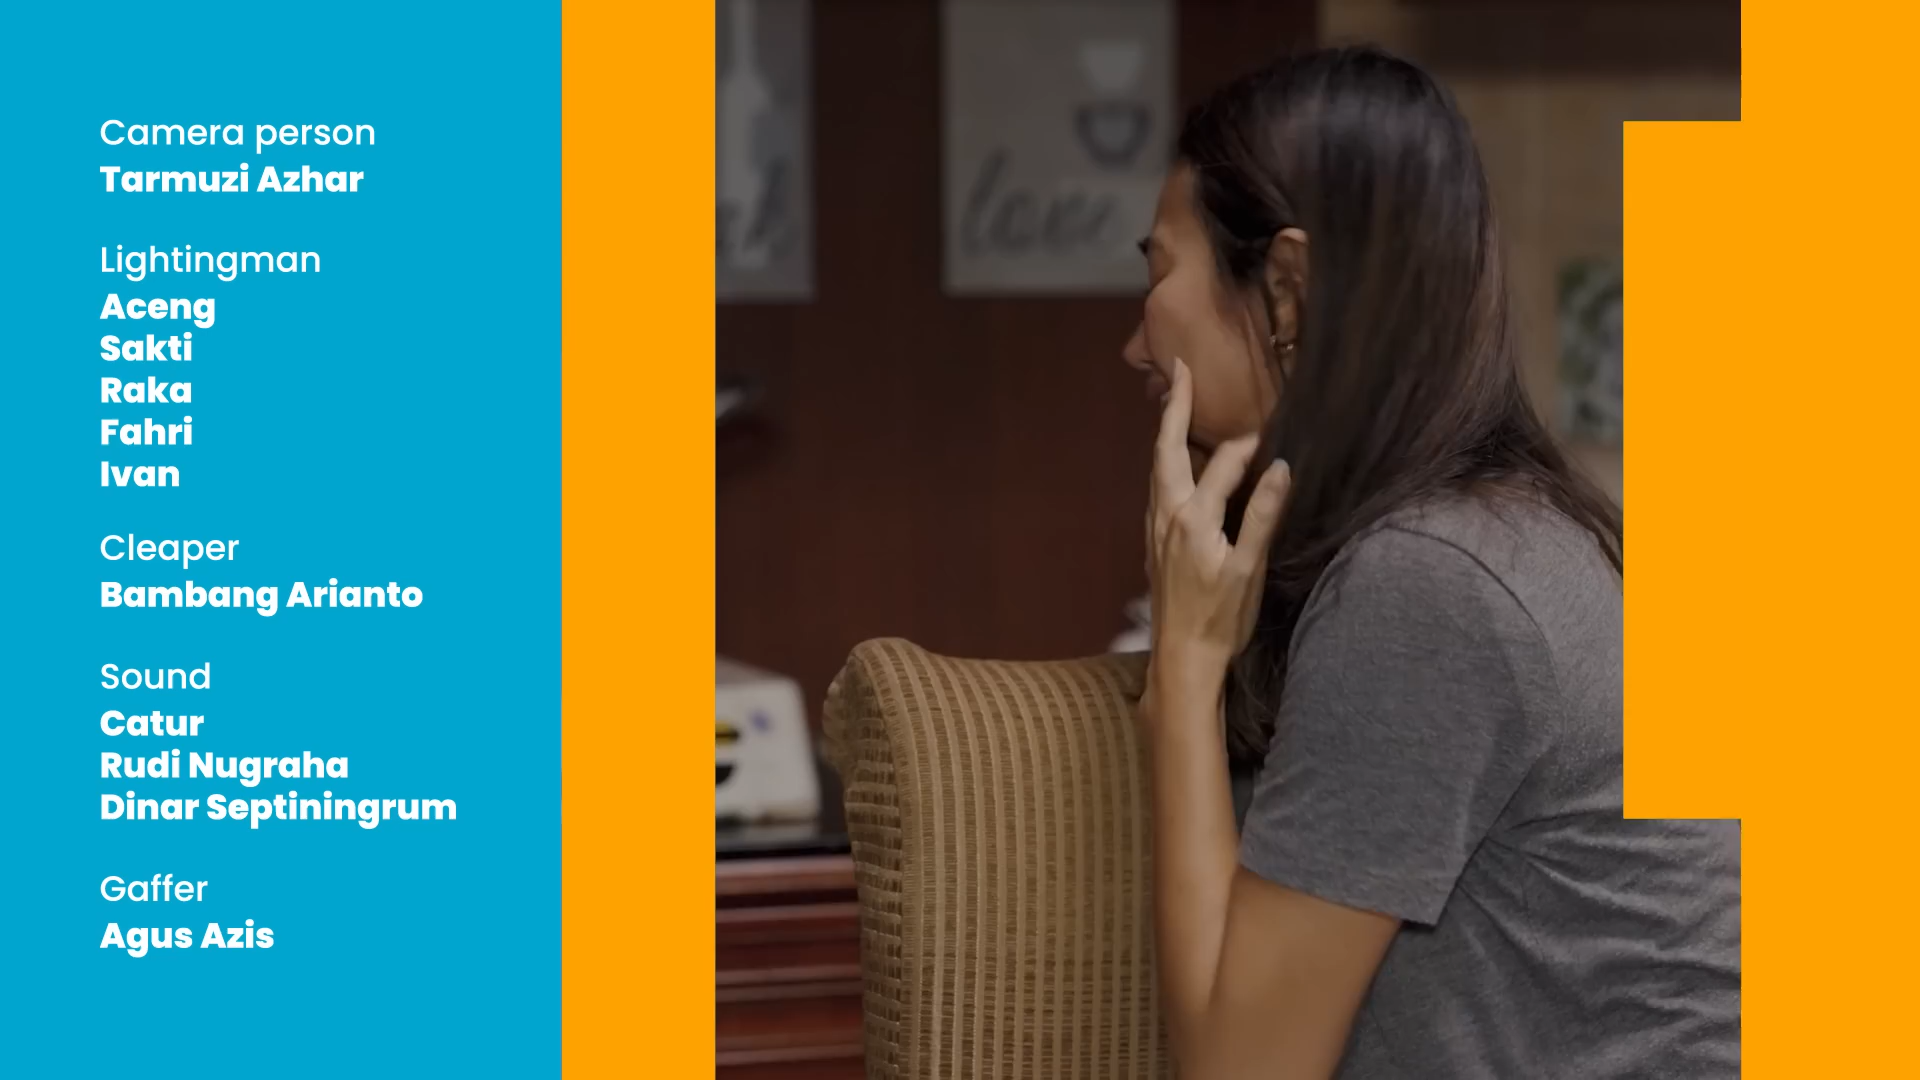 Camera person
Tarmuzi Azhar
Lightingman
Aceng
Sakti
Raka
Fahri
Ivan
Cleaper
Bambang Arianto
Sound
Catur
Rudi Nugraha
Dinar Septiningrum
Gaffer
Agus Azis
love